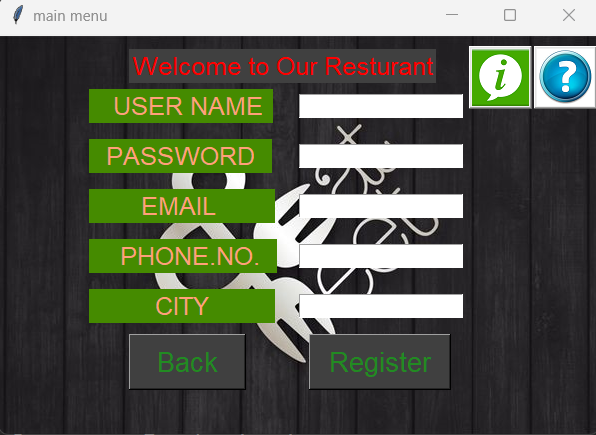 main menu
Welcome to Our Resturant
USER NAME
PASSWORD
EMAIL
PHONE.NO.
CITY
Back Register